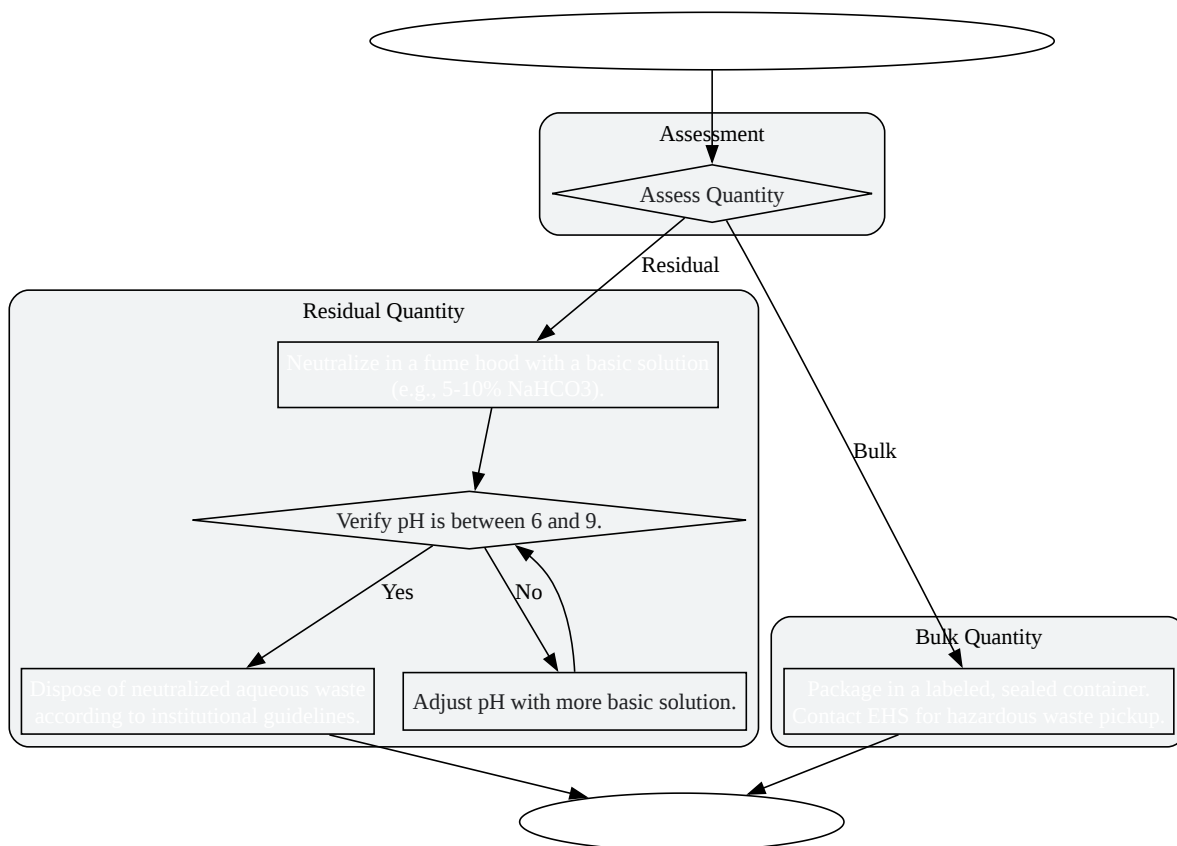 Assessment
Assess Quantity
Residual
Residual Quantity
Neutralize in a fume hood with a basic solution
(e.g., 5-10% NaHCO3).
Bulk
Verify pH is between 6 and 9.
Yes
No
Bulk Quantity
Dispose of neutralized aqueous waste
according to institutional guidelines.
Adjust pH with more basic solution.
Package in a labeled, sealed container.
Contact EHS for hazardous waste pickup.